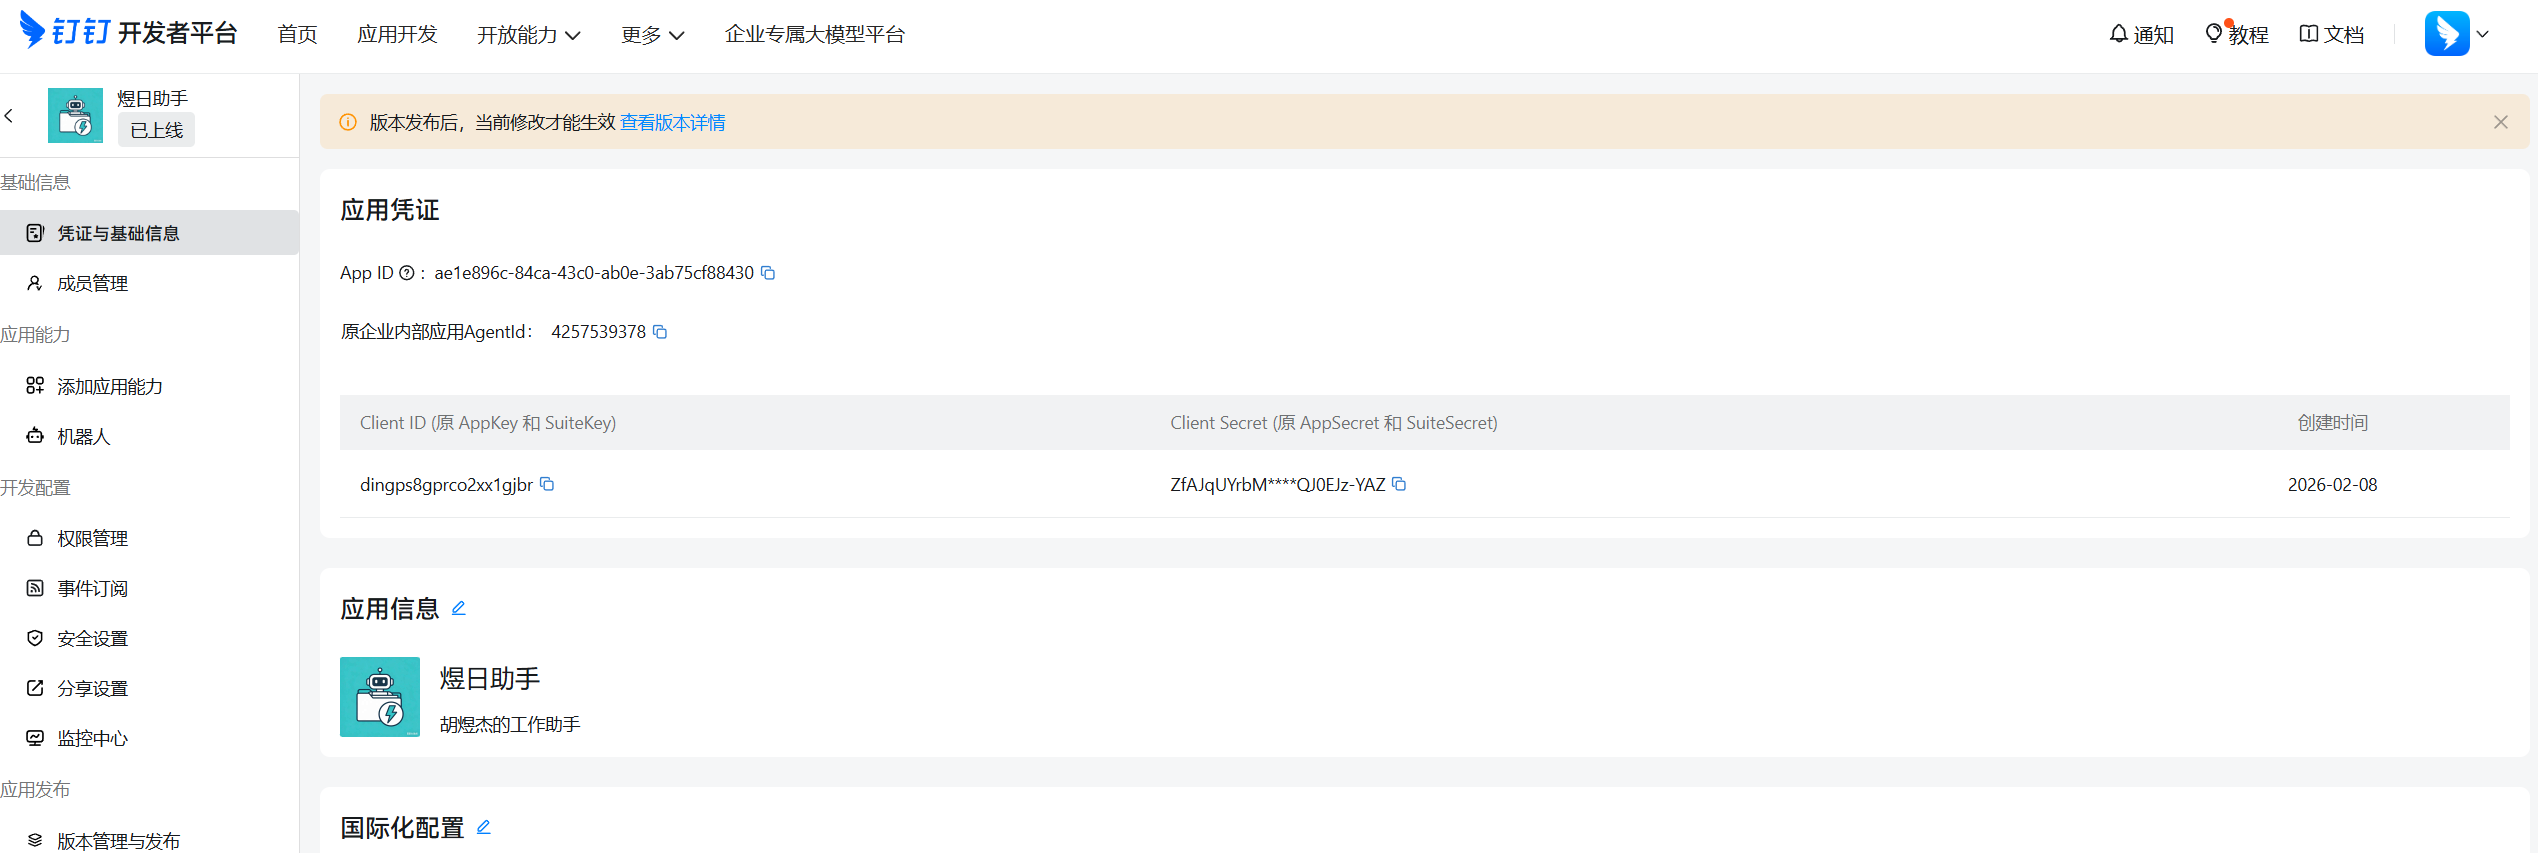 钉钉 开发者平台 首页 应用开发 开放能力 更多 企业专属大模型平台 通知 教程 文档
煜日助手
已上线
基础信息
凭证与基础信息
成员管理
应用能力
添加应用能力
机器人
开发配置
权限管理
事件订阅
安全设置
分享设置
监控中心
应用发布
版本管理与发布
版本发布后，当前修改才能生效 查看版本详情
应用凭证
App ID ? : ae1e896c-84ca-43c0-ab0e-3ab75cf88430
原企业内部应用AgentId： 4257539378
Client ID (原 AppKey 和 SuiteKey) Client Secret (原 AppSecret 和 SuiteSecret) 创建时间
dingps8gprco2xx1gjbr ZfAJqUYrbM****QJ0EJz-YAZ 2026-02-08
应用信息
煜日助手
胡煜杰的工作助手
国际化配置